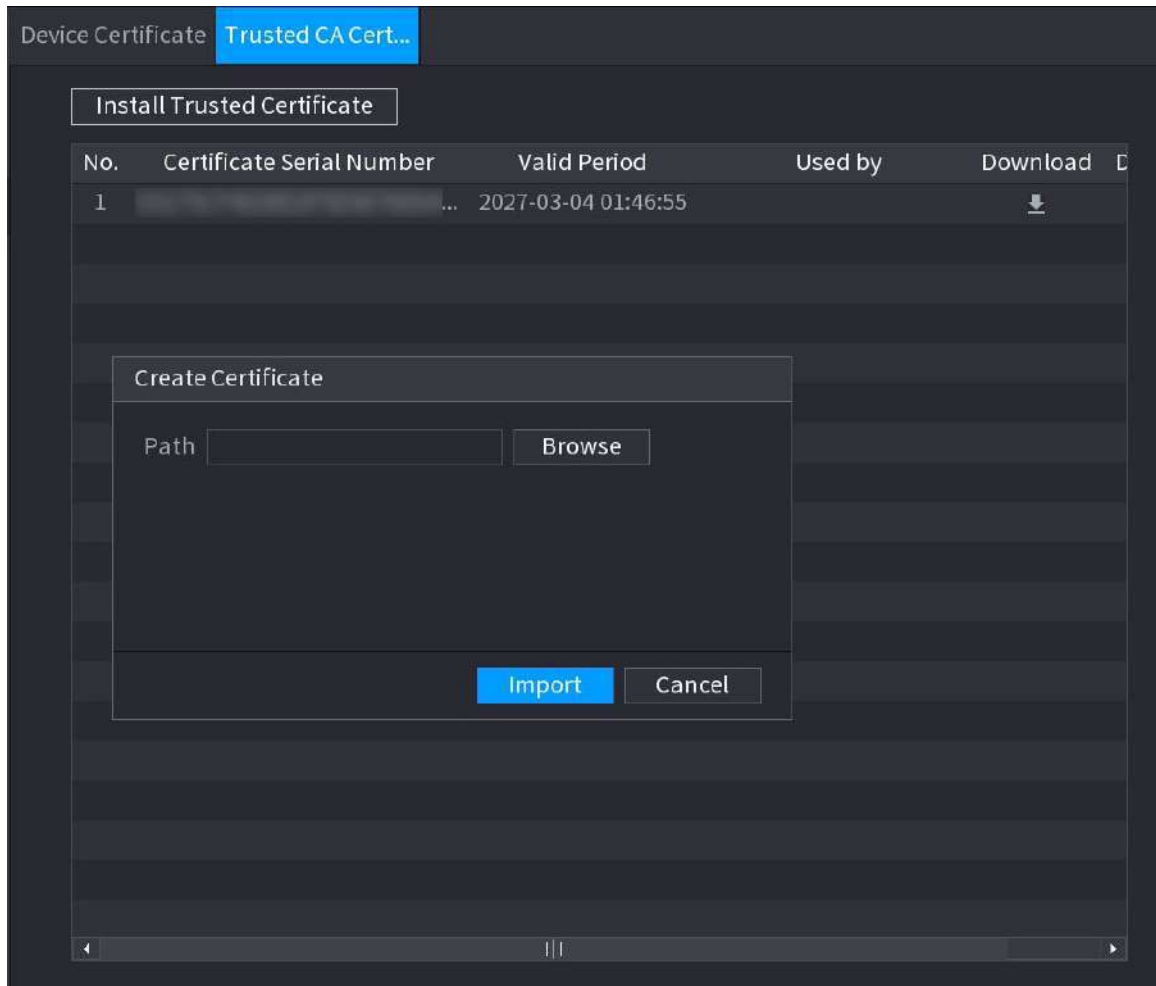 Device Certificate Trusted CA Cert...
Install Trusted Certificate
No. Certificate Serial Number Valid Period Used by Download D
1 ... 2027-03-04 01:46:55
Create Certificate
Path Browse
Import Cancel